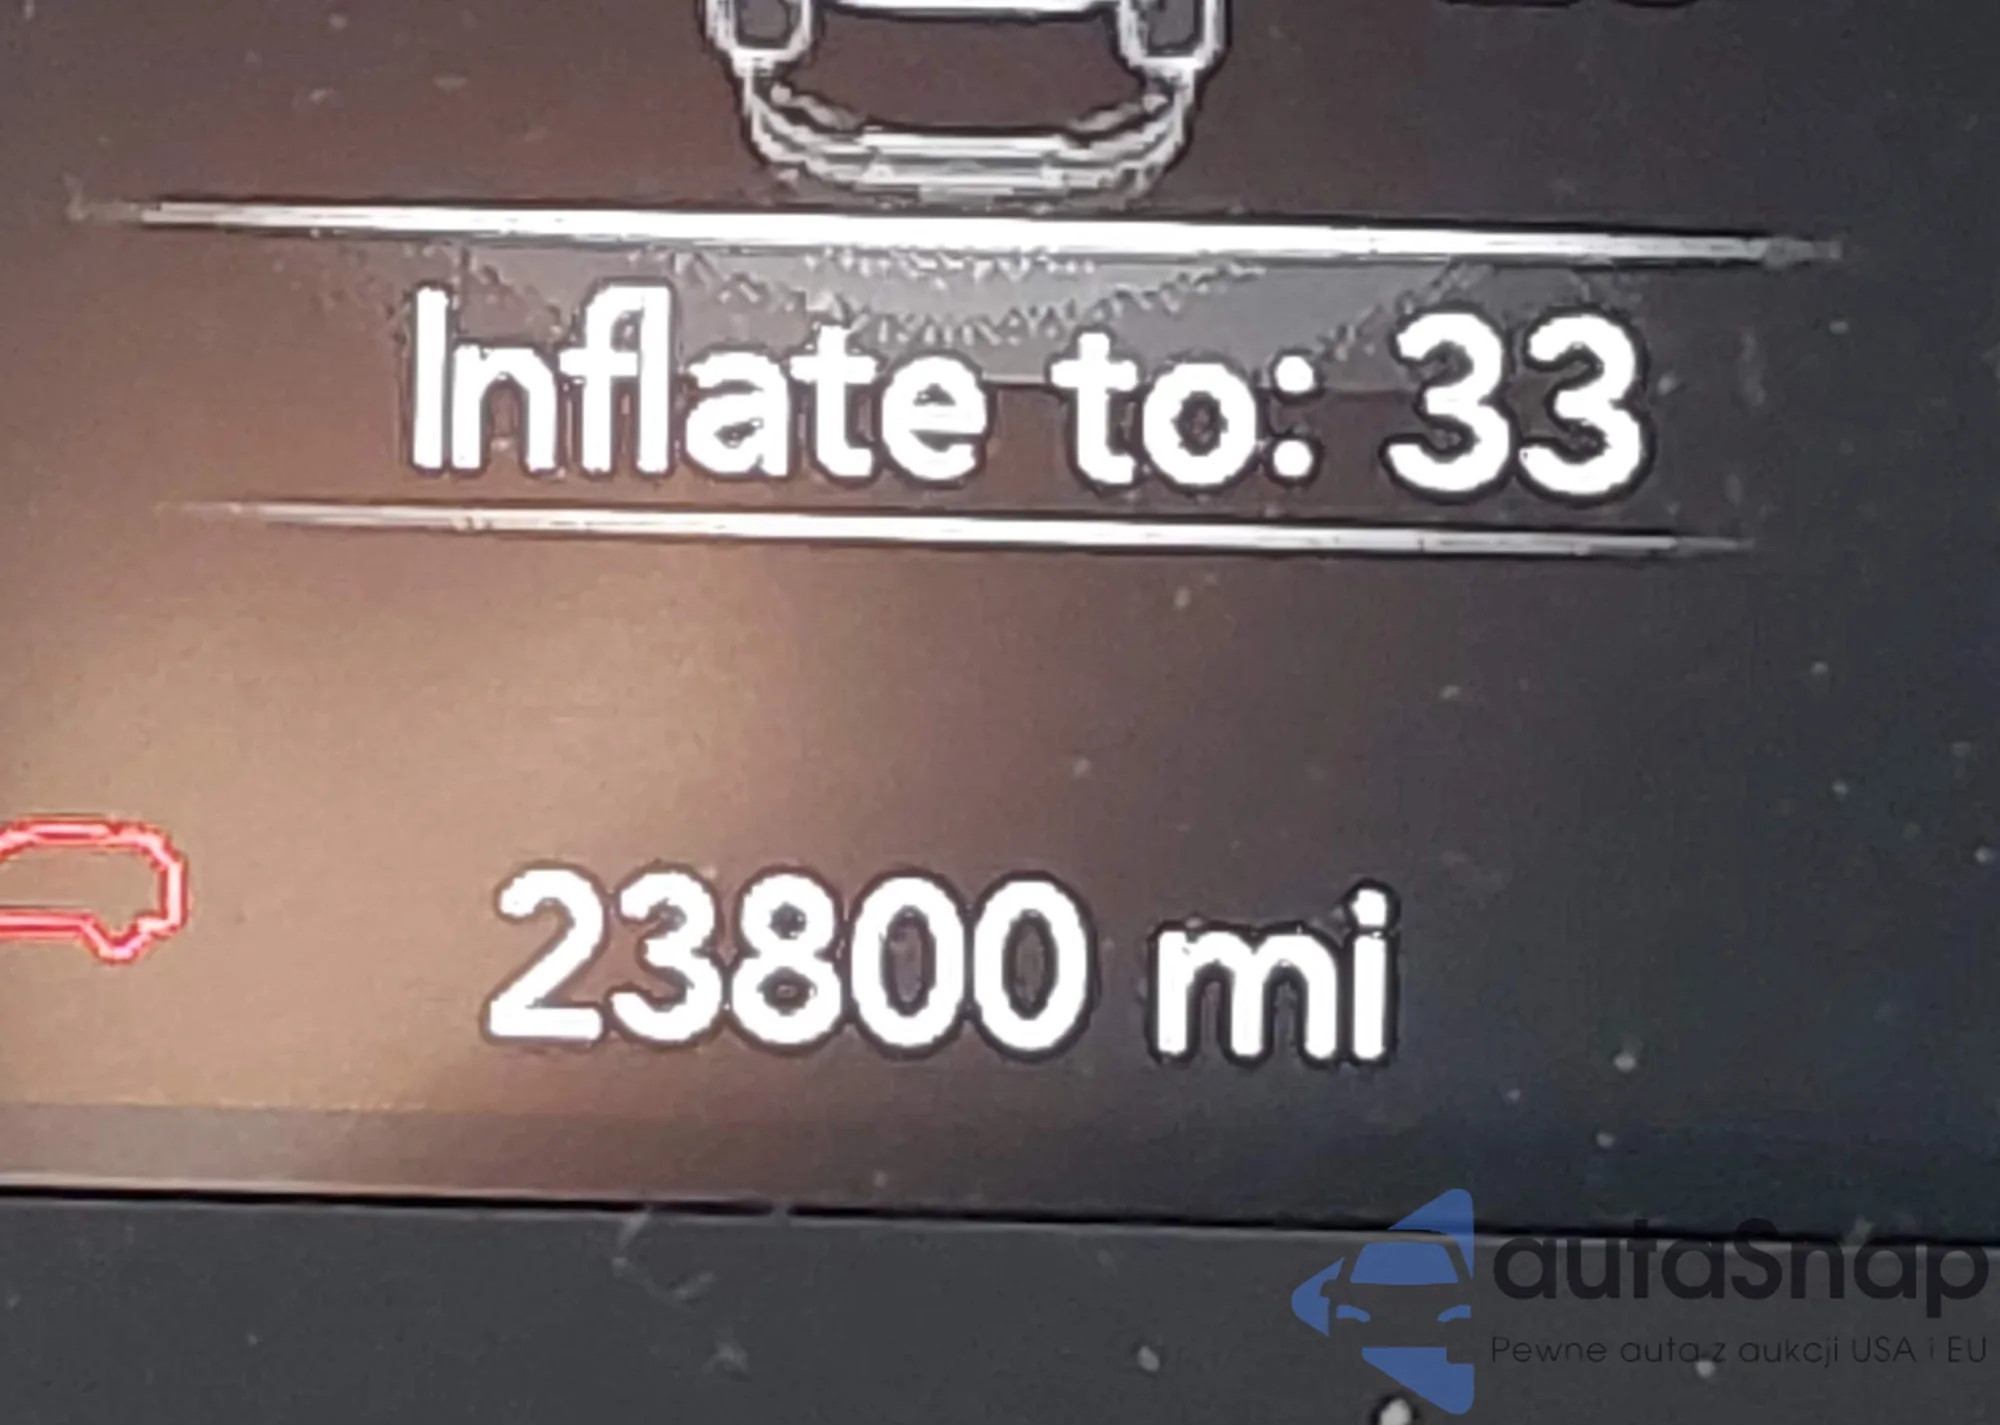 Inflate to: 33
23800 mi
autaSnap
Pewne auta z aukcji USA i EU